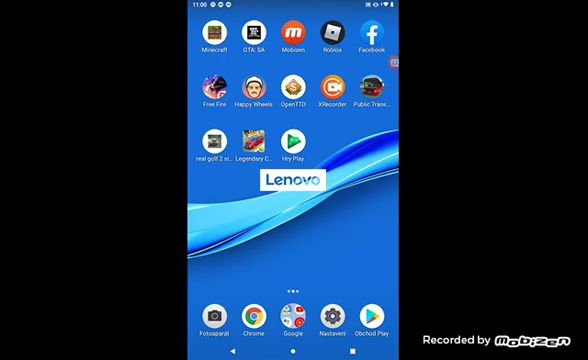 11:00
Minecraft GTA: SA Mobizen Roblox Facebook
Free Fire Happy Wheels OpenTTD XRecorder Public Trans...
real golf 2 si... Legendary C... Hry Play
Lenovo
Fotoaparát Chrome Google Nastavení Obchod Play
Recorded by mobizen